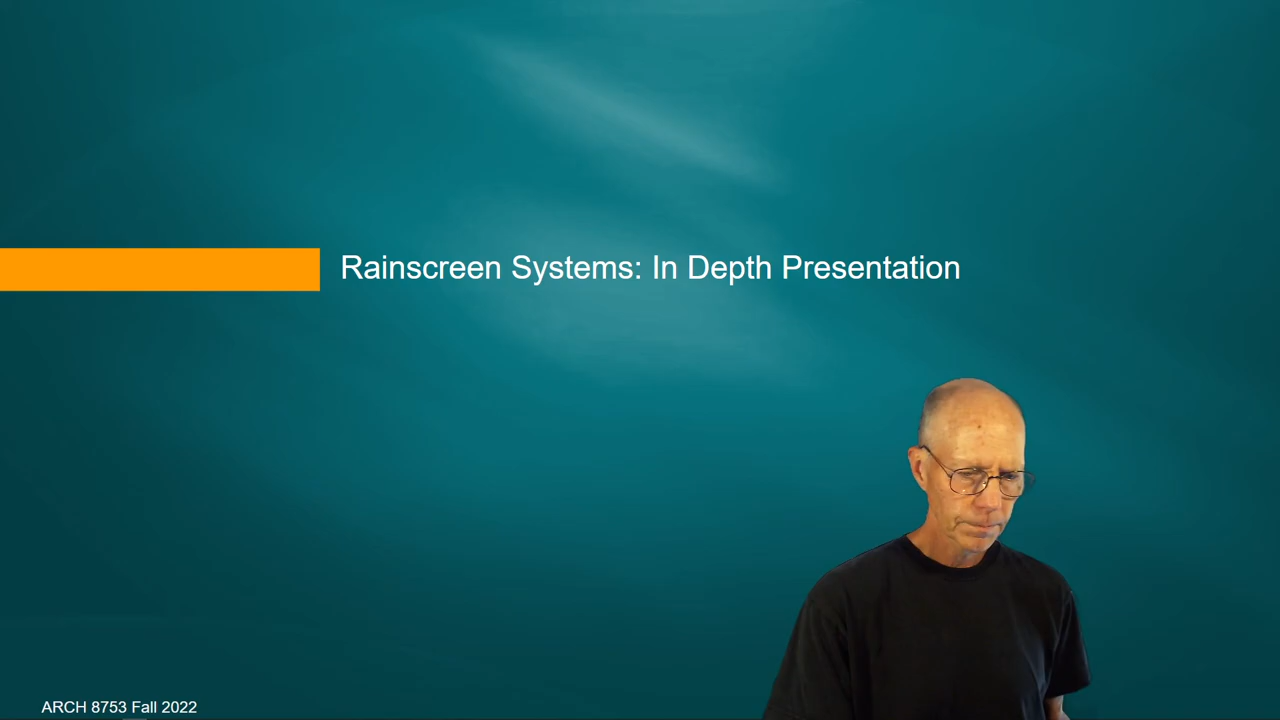 Rainscreen Systems: In Depth Presentation
ARCH 8753 Fall 2022